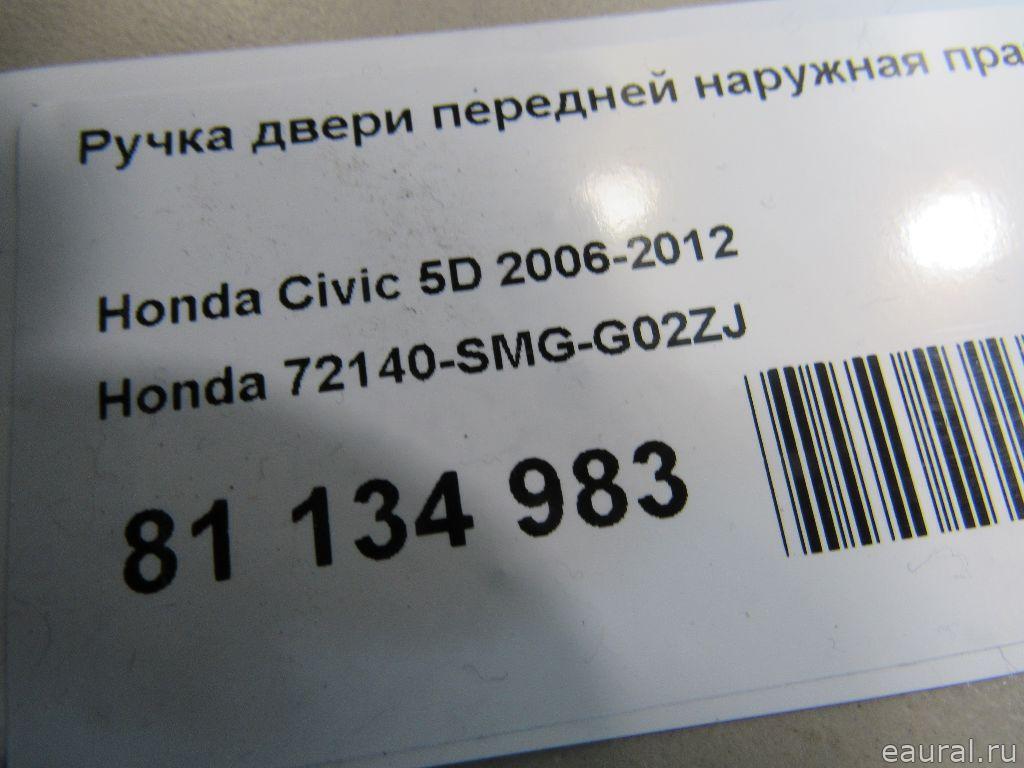 Ручка двери передней наружная пра
Honda Civic 5D 2006-2012
Honda 72140-SMG-G02ZJ
81 134 983
eaural.ru